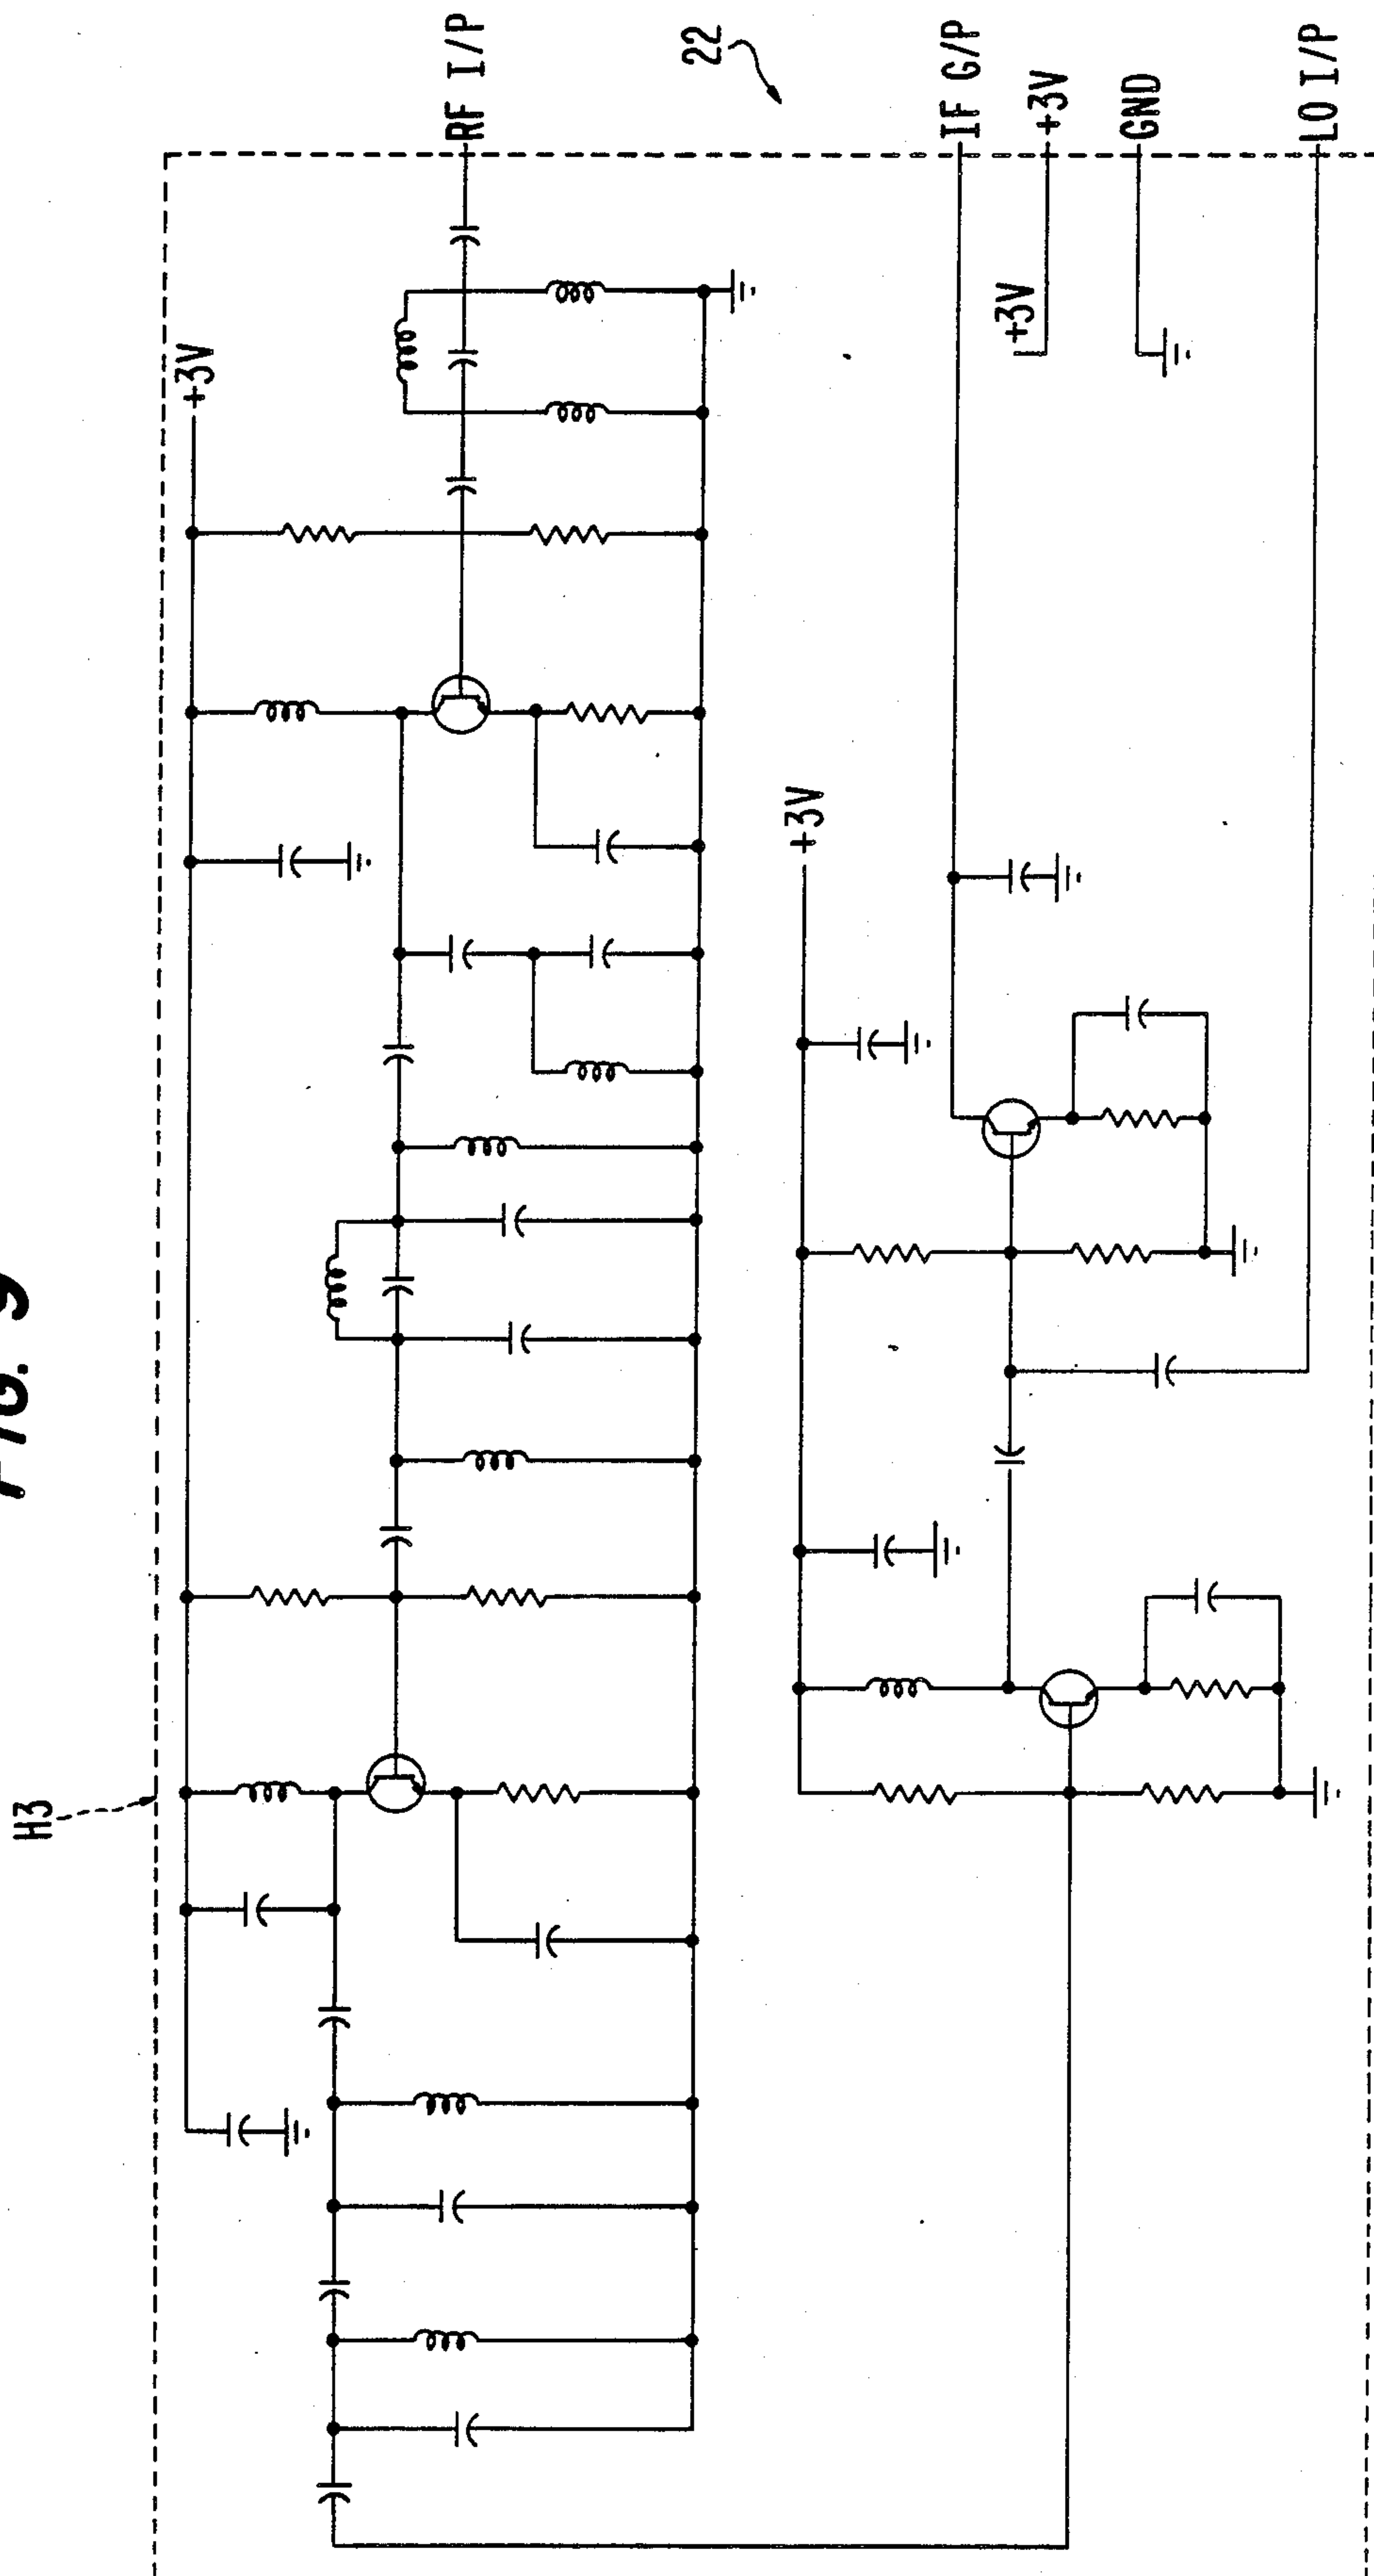 FIG. 9
H3
+3V
RF I/P
22
+3V
IF G/P
+3V
+3V
GND
LO I/P